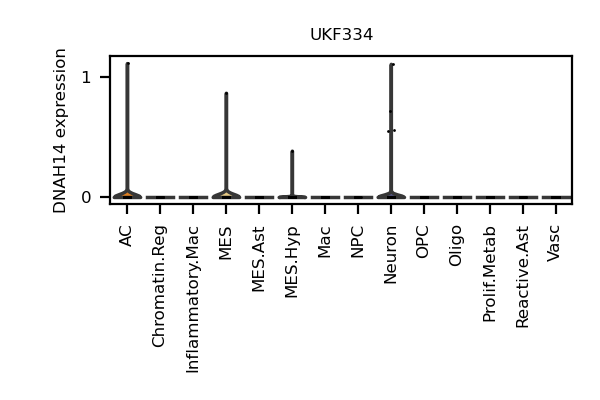 UKF334
DNAH14 expression
1
0
AC
Chromatin.Reg
Inflammatory.Mac
MES
MES.Ast
MES.Hyp
Mac
NPC
Neuron
OPC
Oligo
Prolif.Metab
Reactive.Ast
Vasc